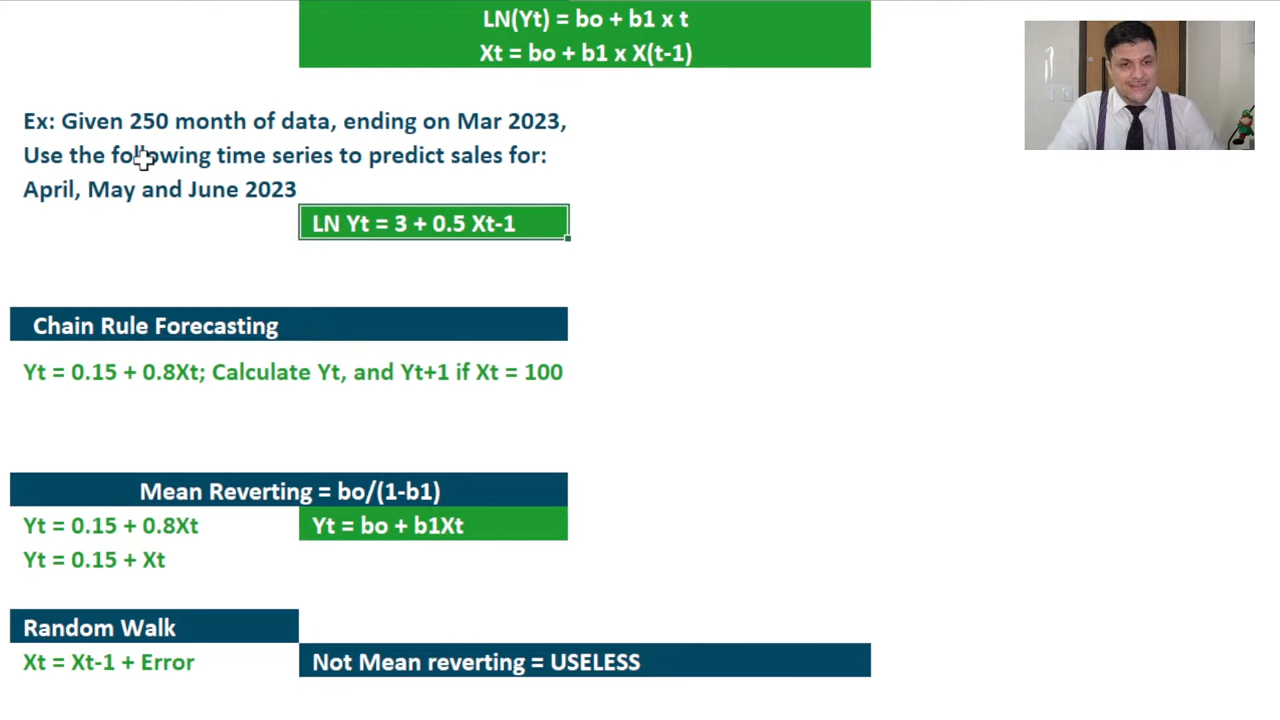 LN(Yt) = bo + b1 x t
Xt = bo + b1 x X(t-1)
Ex: Given 250 month of data, ending on Mar 2023,
Use the following time series to predict sales for:
April, May and June 2023
LN Yt = 3 + 0.5 Xt-1
Chain Rule Forecasting
Yt = 0.15 + 0.8Xt; Calculate Yt, and Yt+1 if Xt = 100
Mean Reverting = bo/(1-b1)
Yt = 0.15 + 0.8Xt
Yt = bo + b1Xt
Yt = 0.15 + Xt
Random Walk
Xt = Xt-1 + Error
Not Mean reverting = USELESS